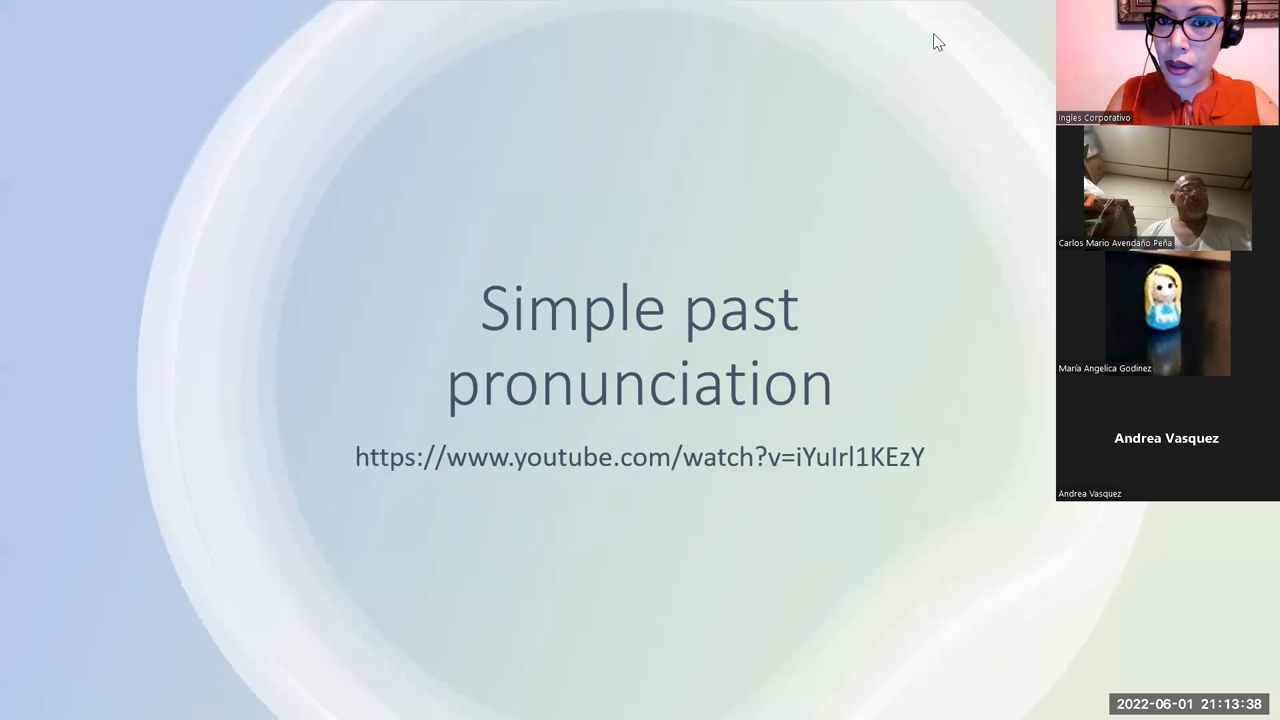 Simple past
pronunciation
https://www.youtube.com/watch?v=iYuIrl1KEzY
Ingles Corporativo
Carlos Mario Avendaño Peña
María Angelica Godinez
Andrea Vasquez
Andrea Vasquez
2022-06-01 21:13:38